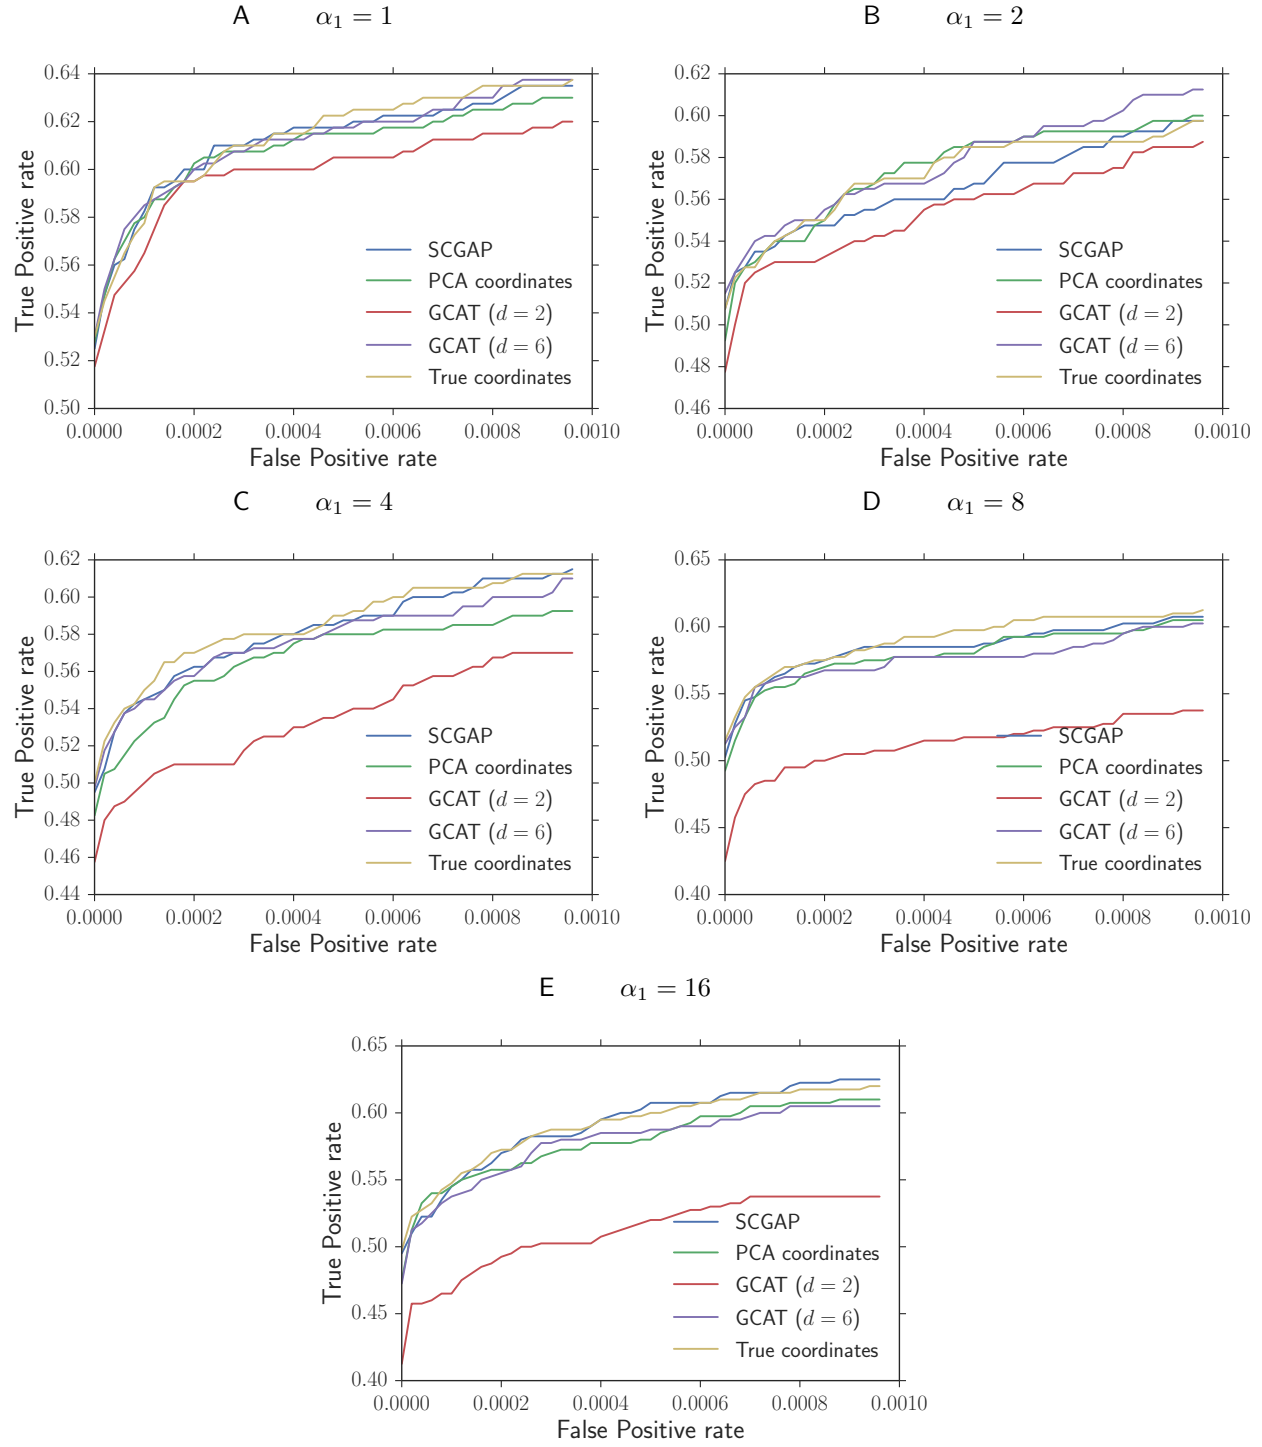 A α₁ = 1
0.64
0.62
0.60
0.58
0.56
0.54
0.52
0.50
True Positive rate
SCGAP
PCA coordinates
GCAT (d = 2)
GCAT (d = 6)
True coordinates
0.0000 0.0002 0.0004 0.0006 0.0008 0.0010
False Positive rate
B α₁ = 2
0.62
0.60
0.58
0.56
0.54
0.52
0.50
0.48
0.46
True Positive rate
SCGAP
PCA coordinates
GCAT (d = 2)
GCAT (d = 6)
True coordinates
0.0000 0.0002 0.0004 0.0006 0.0008 0.0010
False Positive rate
C α₁ = 4
0.62
0.60
0.58
0.56
0.54
0.52
0.50
0.48
0.46
0.44
True Positive rate
SCGAP
PCA coordinates
GCAT (d = 2)
GCAT (d = 6)
True coordinates
0.0000 0.0002 0.0004 0.0006 0.0008 0.0010
False Positive rate
D α₁ = 8
0.65
0.60
0.55
0.50
0.45
0.40
True Positive rate
SCGAP
PCA coordinates
GCAT (d = 2)
GCAT (d = 6)
True coordinates
0.0000 0.0002 0.0004 0.0006 0.0008 0.0010
False Positive rate
E α₁ = 16
0.65
0.60
0.55
0.50
0.45
0.40
True Positive rate
SCGAP
PCA coordinates
GCAT (d = 2)
GCAT (d = 6)
True coordinates
0.0000 0.0002 0.0004 0.0006 0.0008 0.0010
False Positive rate